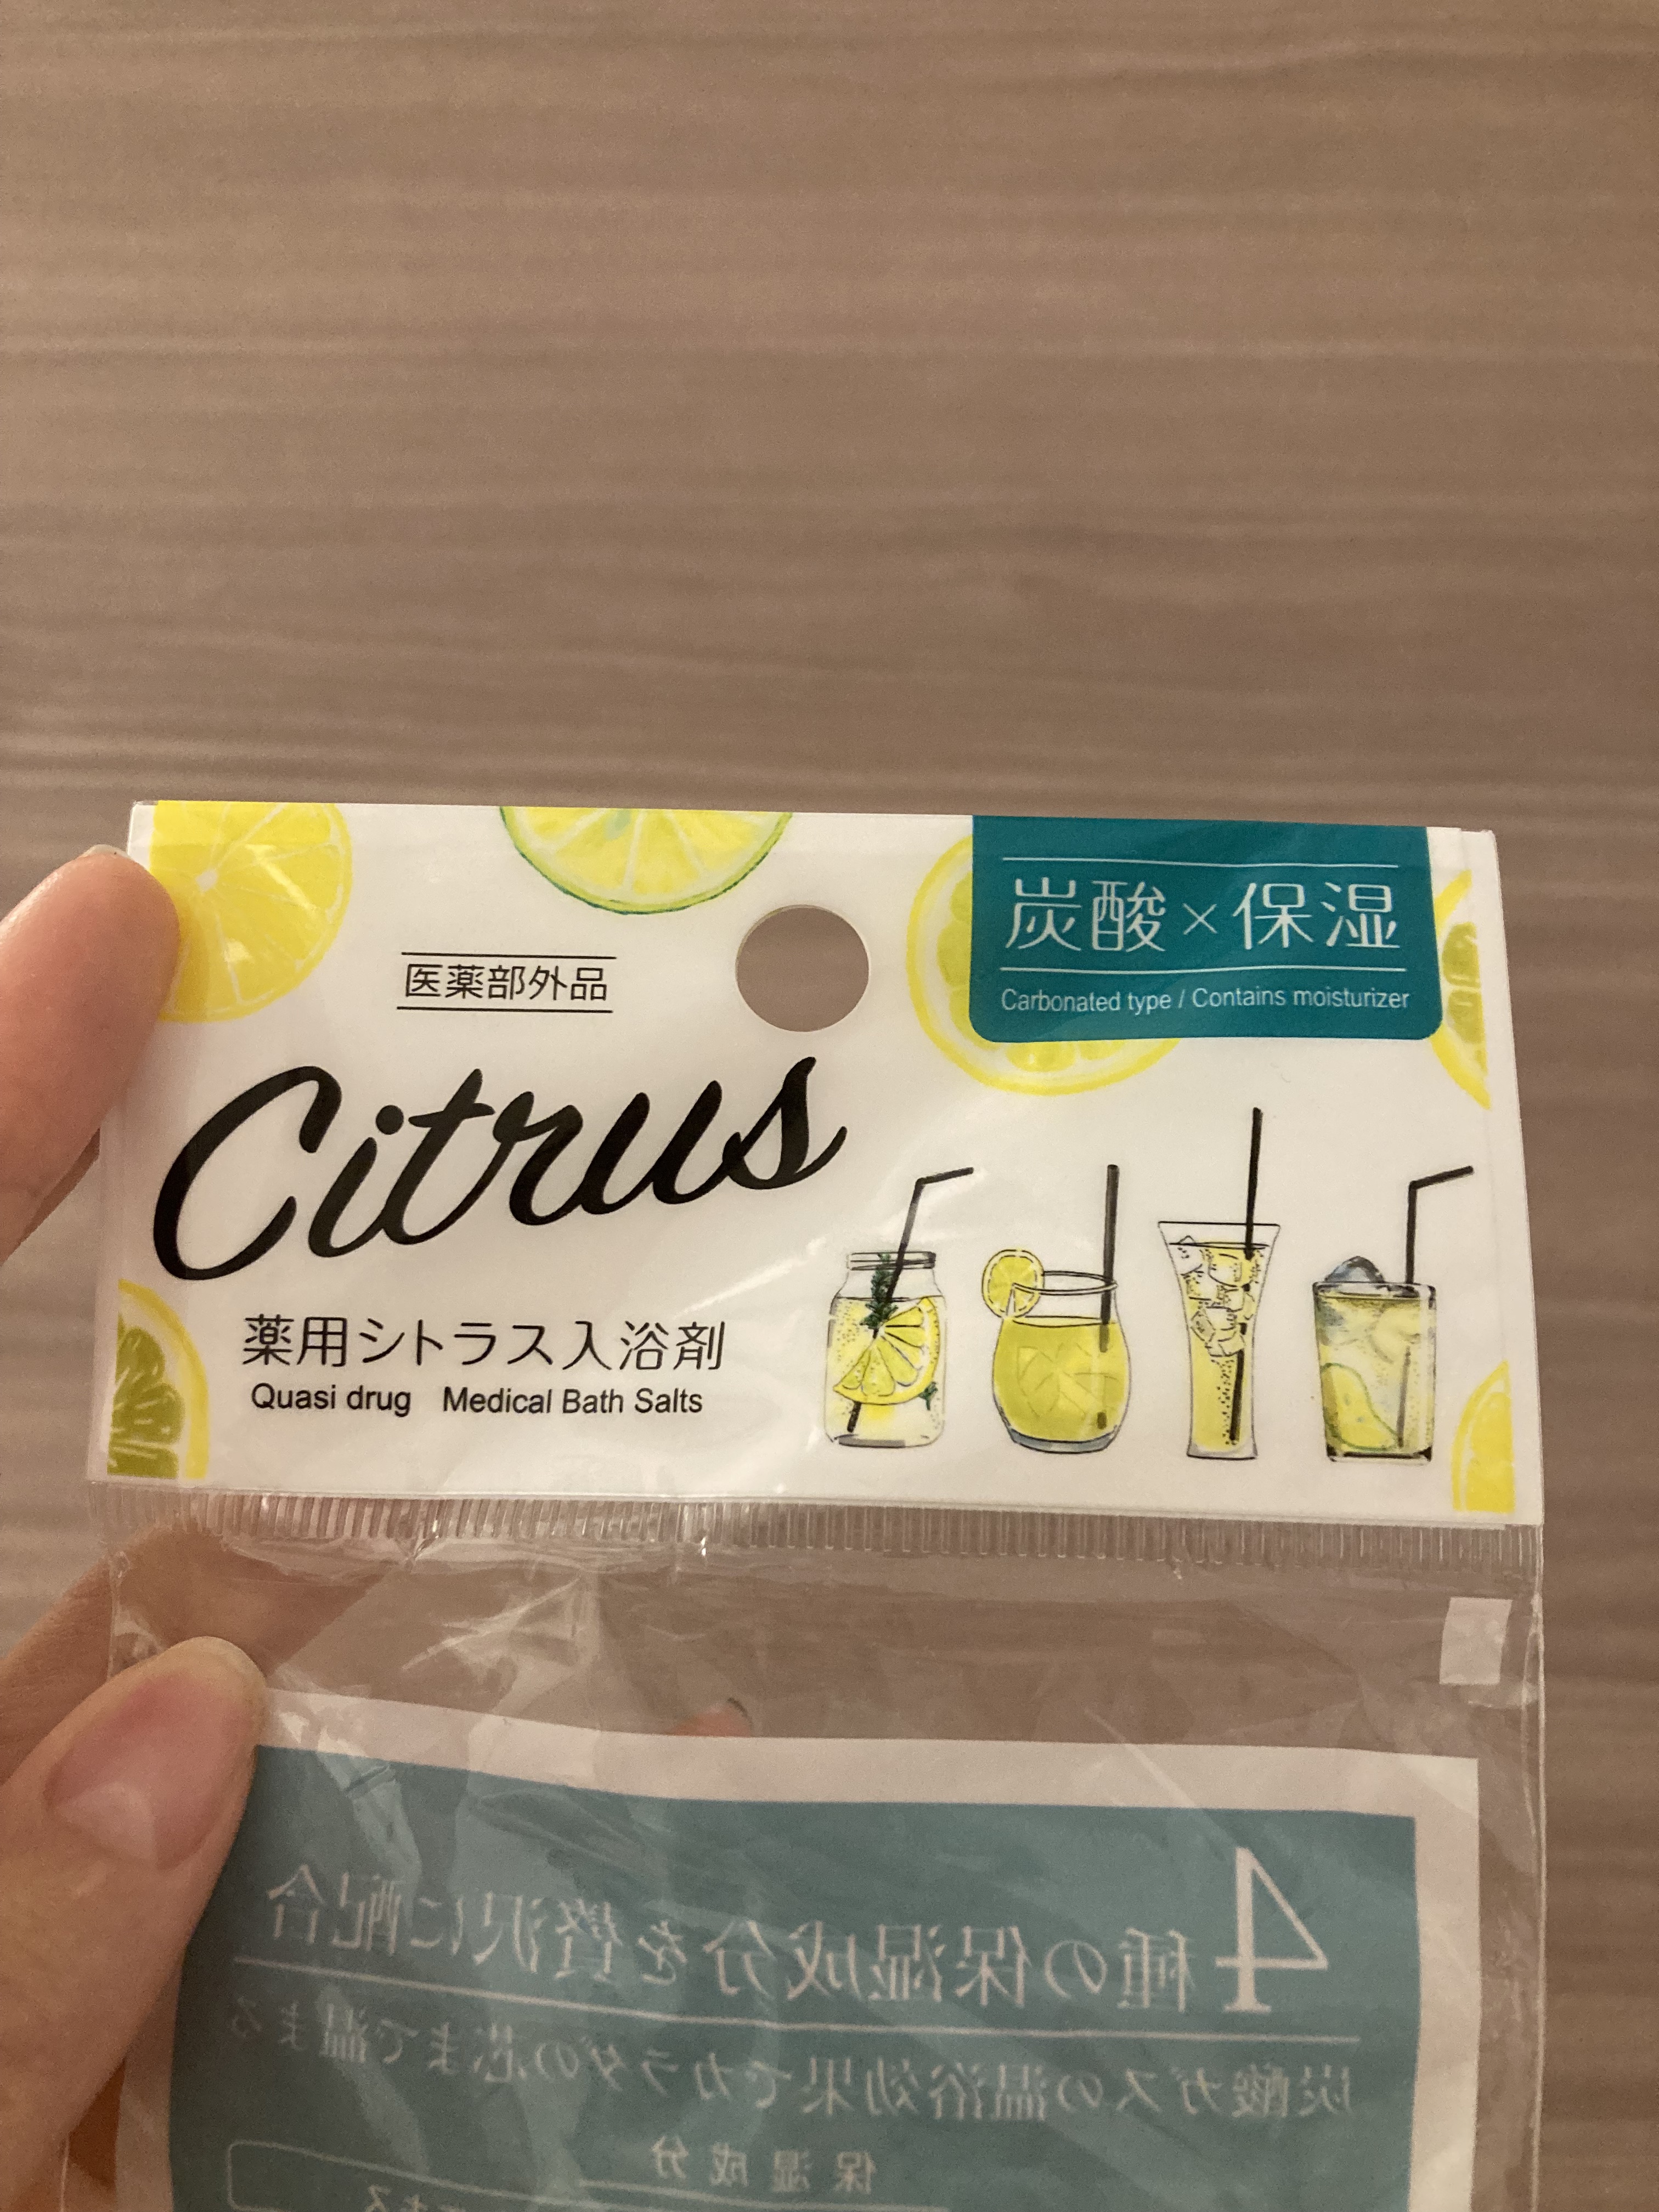 炭酸×保湿
Carbonated type / Contains moisturizer
医薬部外品
Citrus
薬用シトラス入浴剤
Quasi drug Medical Bath Salts
4種の保湿成分を贅沢に配合
炭酸ガスの温浴効果でカラダの芯まで温まる
保湿成分